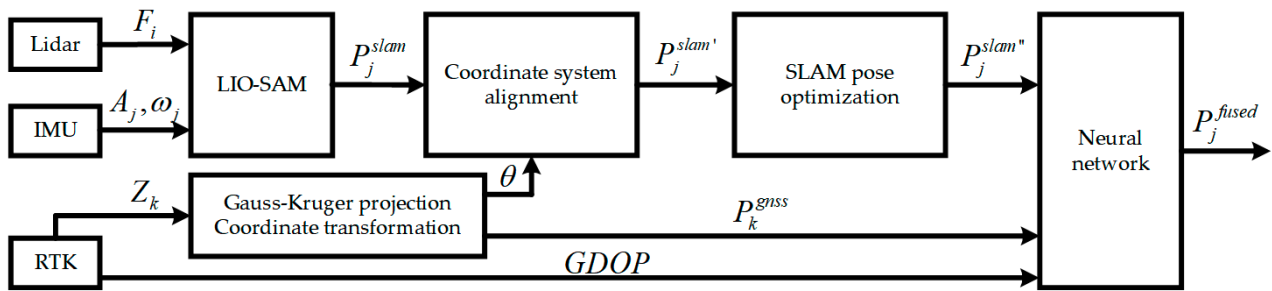 Lidar
F_i
IMU
A_j, ω_j
LIO-SAM
P_j^{slam}
Coordinate system
alignment
P_j^{slam'}
SLAM pose
optimization
P_j^{slam"}
Neural
network
P_j^{fused}
RTK
Z_k
Gauss-Kruger projection
Coordinate transformation
θ
P_k^{gnss}
GDOP